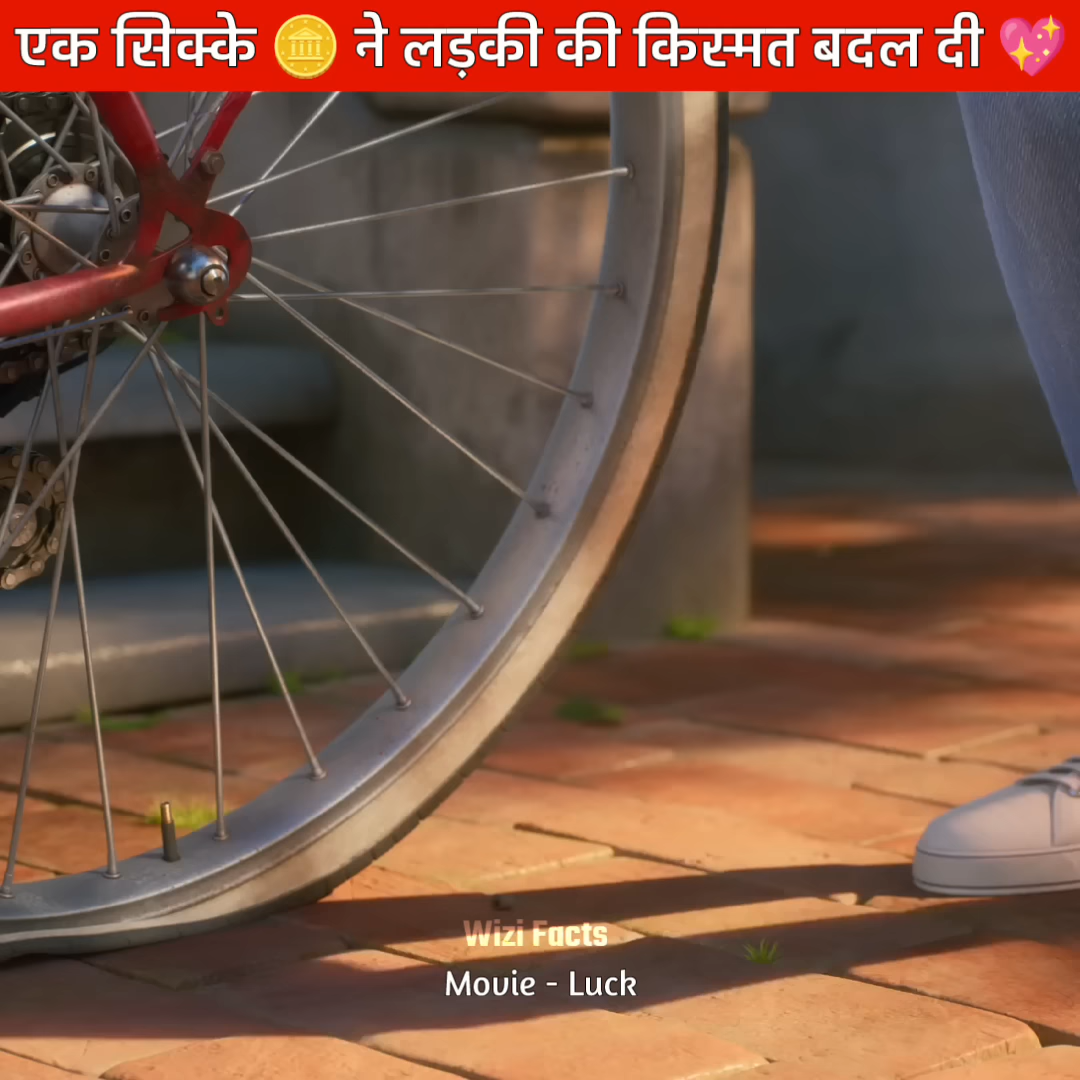 एक सिक्के 🪙 ने लड़की की किस्मत बदल दी 💖
Wizi Facts
Movie - Luck